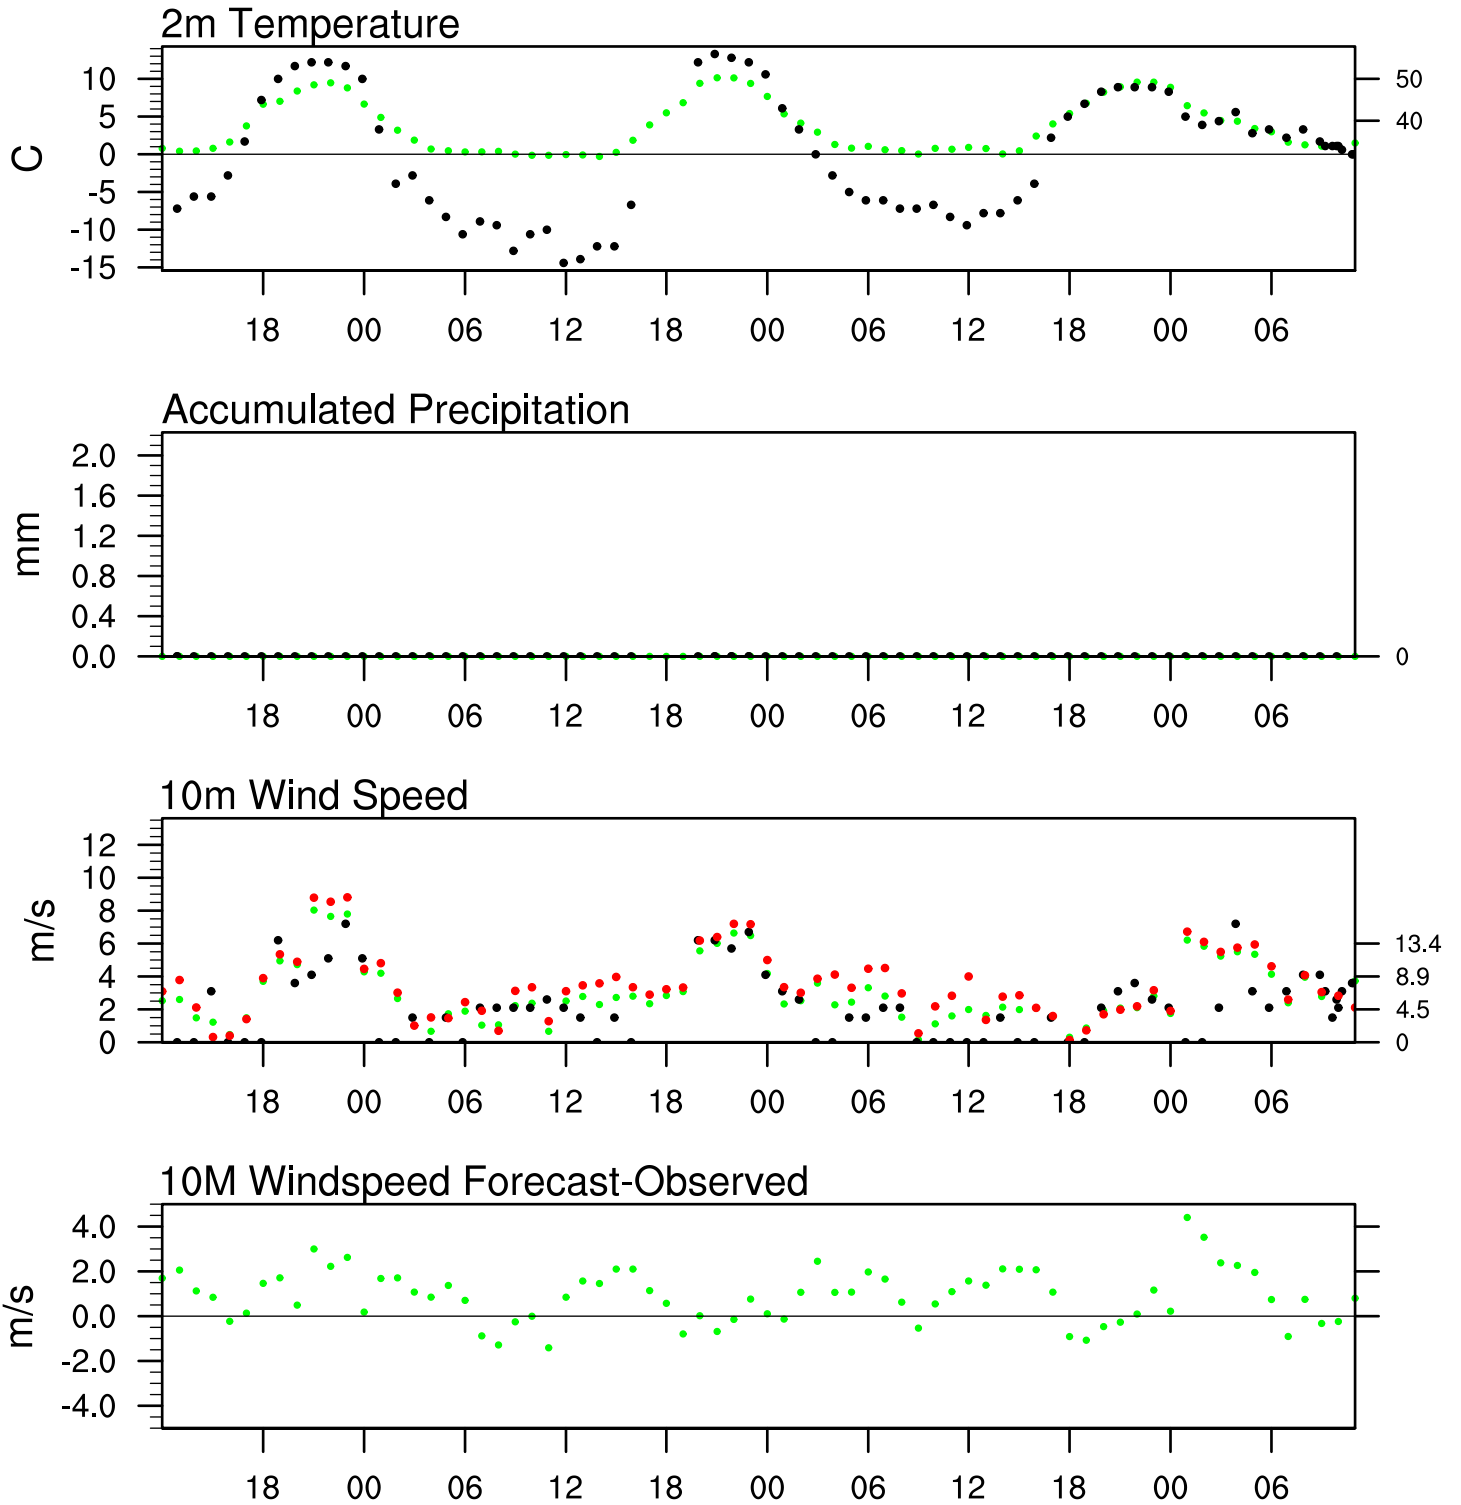 2m Temperature
10
5
0
-5
-10
-15
C
50
40
18 00 06 12 18 00 06 12 18 00 06
Accumulated Precipitation
2.0
1.6
1.2
0.8
0.4
0.0
mm
0
18 00 06 12 18 00 06 12 18 00 06
10m Wind Speed
12
10
8
6
4
2
0
m/s
13.4
8.9
4.5
0
18 00 06 12 18 00 06 12 18 00 06
10M Windspeed Forecast-Observed
4.0
2.0
0.0
-2.0
-4.0
m/s
18 00 06 12 18 00 06 12 18 00 06